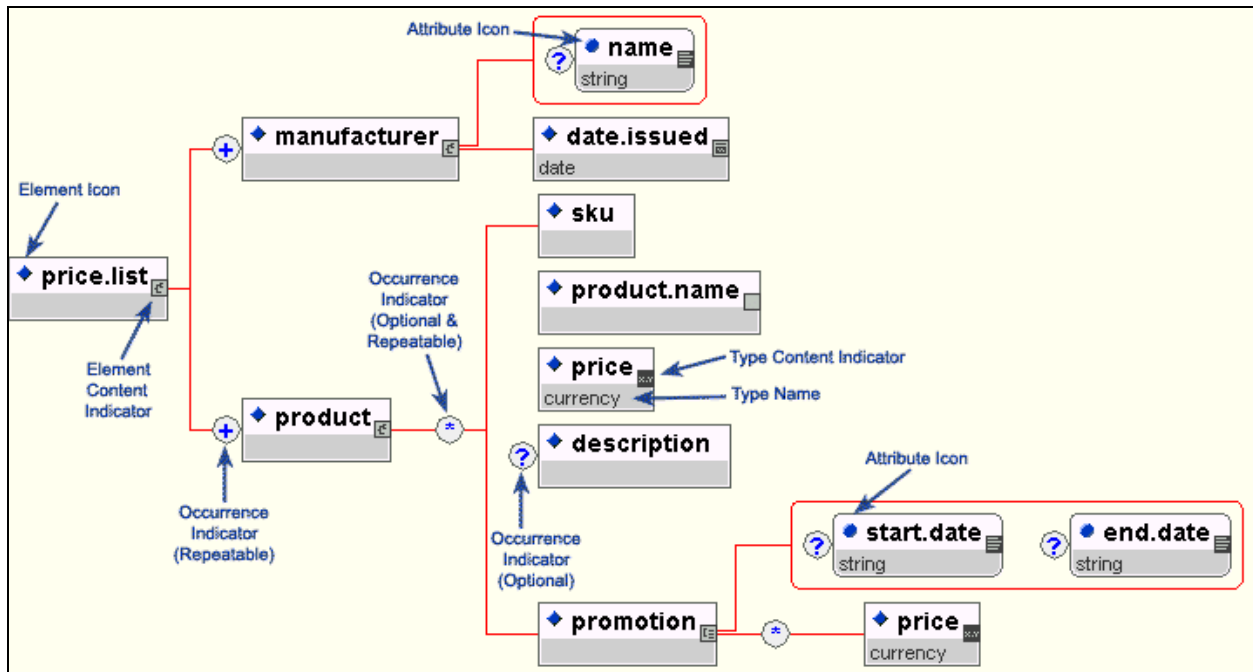 Attribute Icon
name
?
string
manufacturer
+
date.issued
date
Element Icon
sku
price.list
Occurrence
Indicator
(Optional &
Repeatable)
product.name
Element
Content
Indicator
price
x.y
currency
Type Content Indicator
Type Name
product
+
*
description
?
Attribute Icon
Occurrence
Indicator
(Repeatable)
Occurrence
Indicator
(Optional)
start.date
?
string
end.date
?
string
promotion
*
price
x.y
currency